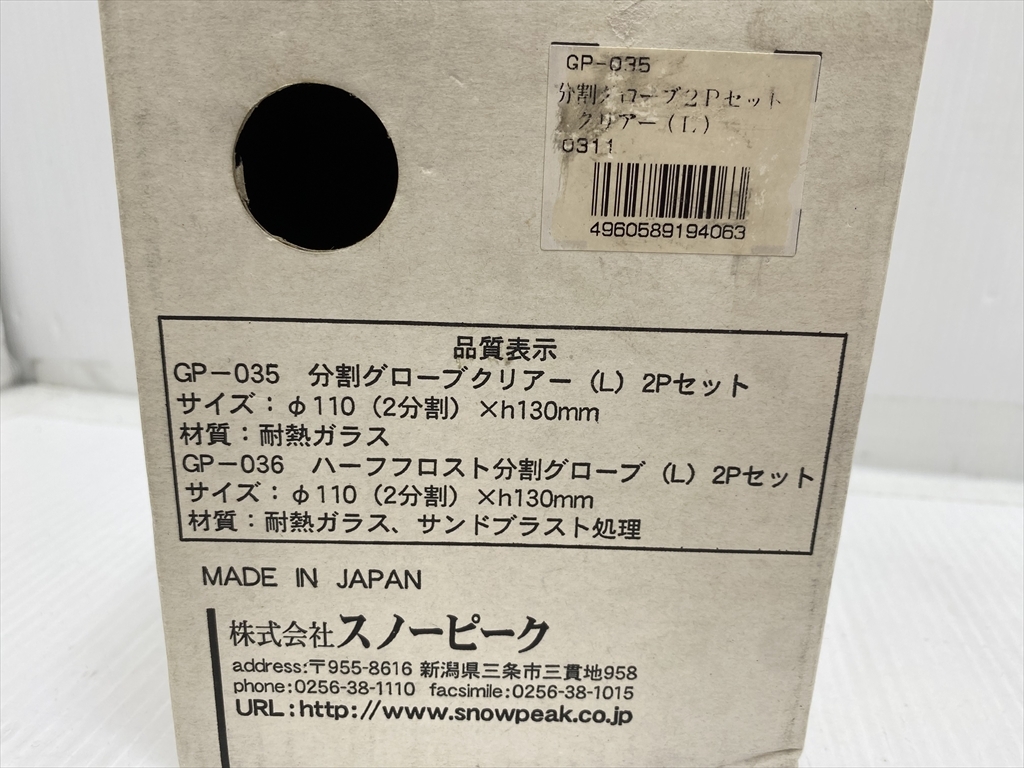 GP-035
分割グローブ2Pセット
クリアー(L)
0311
4960589194063
品質表示
GP-035 分割グローブクリアー(L)2Pセット
サイズ:φ110(2分割)×h130mm
材質:耐熱ガラス
GP-036 ハーフフロスト分割グローブ(L)2Pセット
サイズ:φ110(2分割)×h130mm
材質:耐熱ガラス、サンドブラスト処理
MADE IN JAPAN
株式会社スノーピーク
address:〒955-8616 新潟県三条市三貫地958
phone:0256-38-1110 facsimile:0256-38-1015
URL:http://www.snowpeak.co.jp